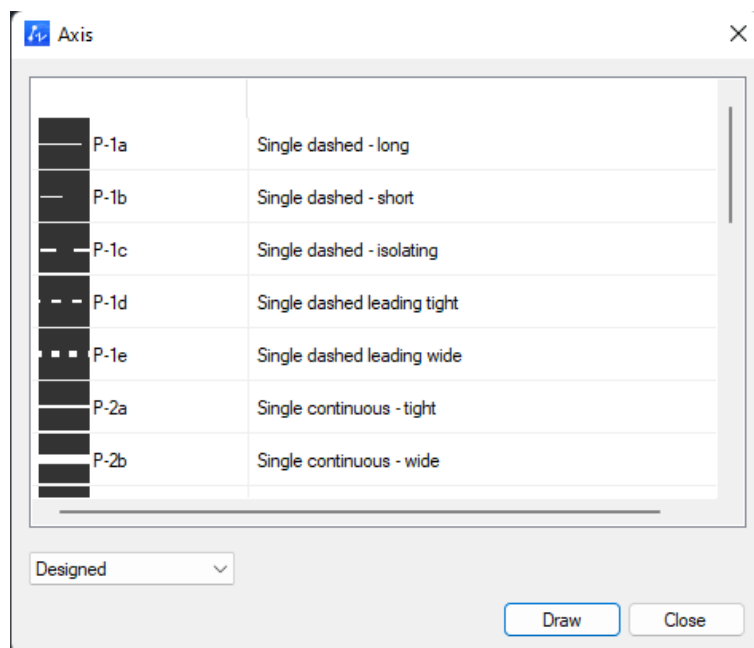 Axis
P-1a Single dashed - long
P-1b Single dashed - short
P-1c Single dashed - isolating
P-1d Single dashed leading tight
P-1e Single dashed leading wide
P-2a Single continuous - tight
P-2b Single continuous - wide
Designed
Draw Close